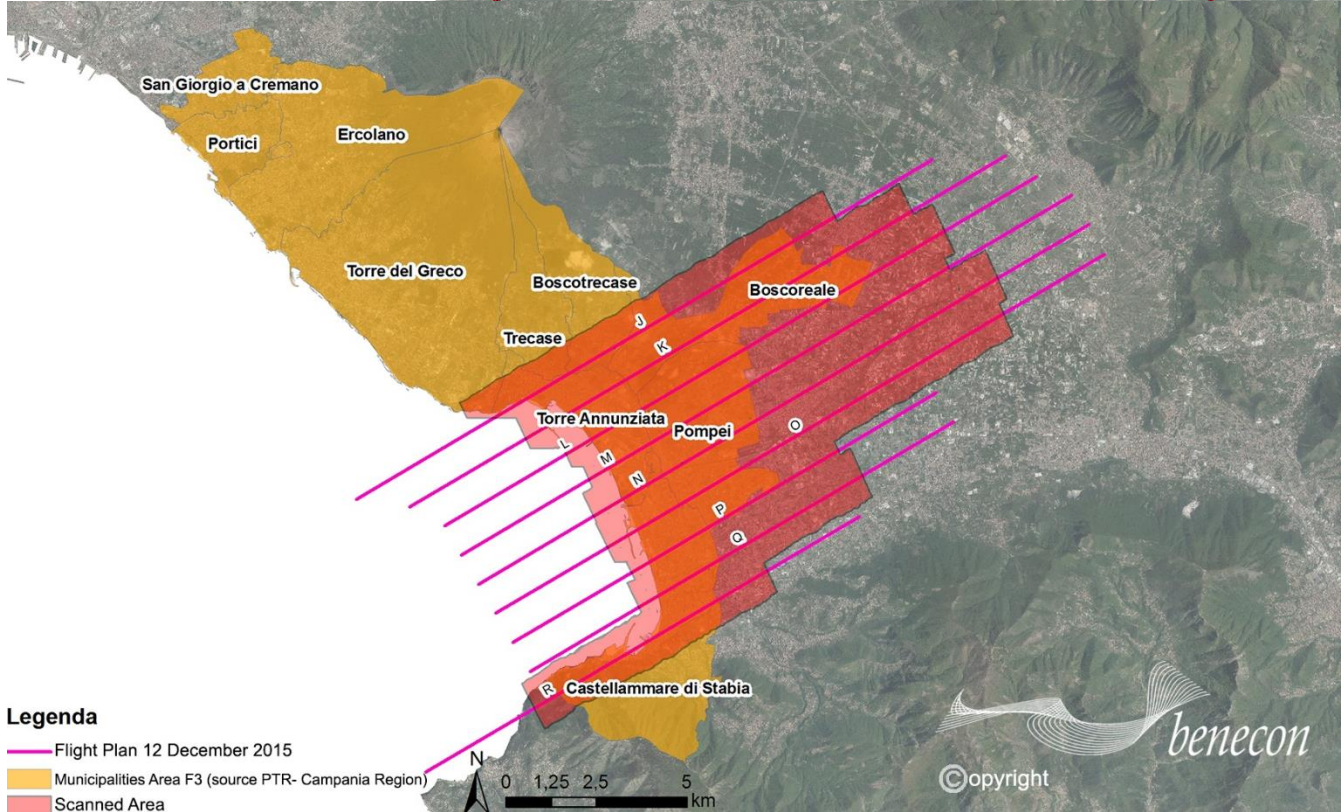 San Giorgio a Cremano
Portici
Ercolano
Torre del Greco
Boscotrecase
Boscoreale
J
K
Trecase
Torre Annunziata
Pompei
O
L
M
N
P
Q
R
Castellammare di Stabia
Legenda
Flight Plan 12 December 2015
Municipalities Area F3 (source PTR- Campania Region)
Scanned Area
N
0 1,25 2,5 5
km
benecon
©opyright